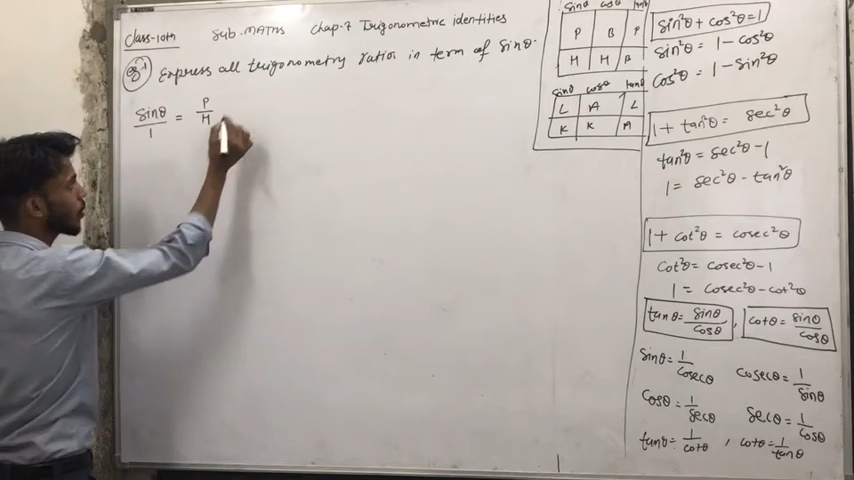 Class-10th Sub. MATHS Chap-7 Trigonometric identities
Q-1 Express all trigonometry ratios in term of Sinθ.
Sinθ/1 = P/H
Sinθ cosθ tanθ
P B P
H H B
Sinθ cosθ tanθ
L A L
K K A
Sin²θ + cos²θ = 1
Sin²θ = 1 - cos²θ
Cos²θ = 1 - Sin²θ
1 + tan²θ = sec²θ
tan²θ = sec²θ - 1
1 = sec²θ - tan²θ
1 + cot²θ = cosec²θ
Cot²θ = cosec²θ - 1
1 = cosec²θ - cot²θ
tanθ = Sinθ/cosθ , cotθ = sinθ/cosθ
Sinθ = 1/cosecθ Cosecθ = 1/Sinθ
Cosθ = 1/secθ Secθ = 1/cosθ
tanθ = 1/cotθ , cotθ = 1/tanθ